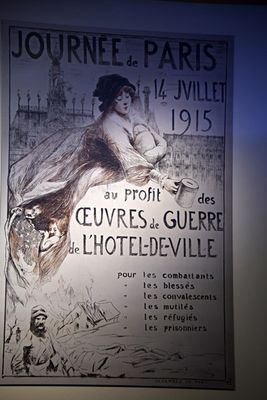 JOURNÉE de PARIS
14 JVILLET
1915
au profit des
ŒUVRES de GUERRE
de L'HOTEL-DE-VILLE
pour les combattants
" les blessés
" les convalescents
" les mutilés
" les réfugiés
" les prisonniers